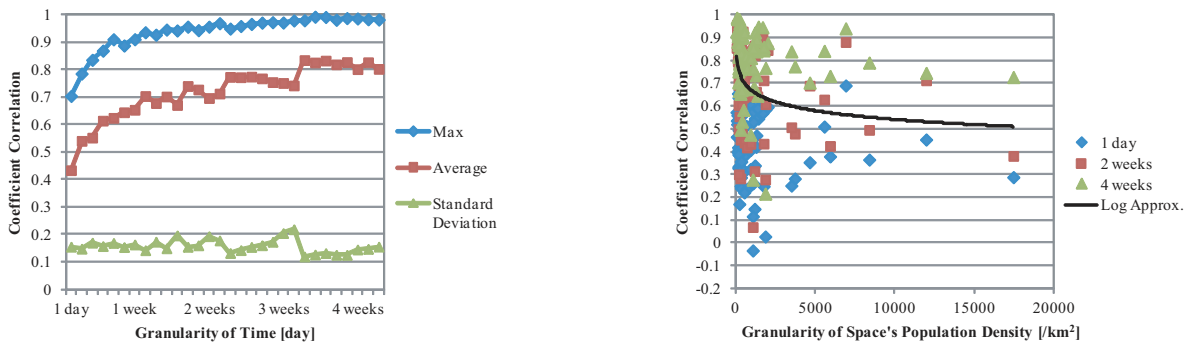 Coefficient Correlation
1
0.9
0.8
0.7
0.6
0.5
0.4
0.3
0.2
0.1
0
1 day 1 week 2 weeks 3 weeks 4 weeks
Granularity of Time [day]
Max
Average
Standard
Deviation
Coefficient Correlation
1
0.9
0.8
0.7
0.6
0.5
0.4
0.3
0.2
0.1
0
-0.1
-0.2
0 5000 10000 15000 20000
Granularity of Space's Population Density [/km²]
1 day
2 weeks
4 weeks
Log Approx.